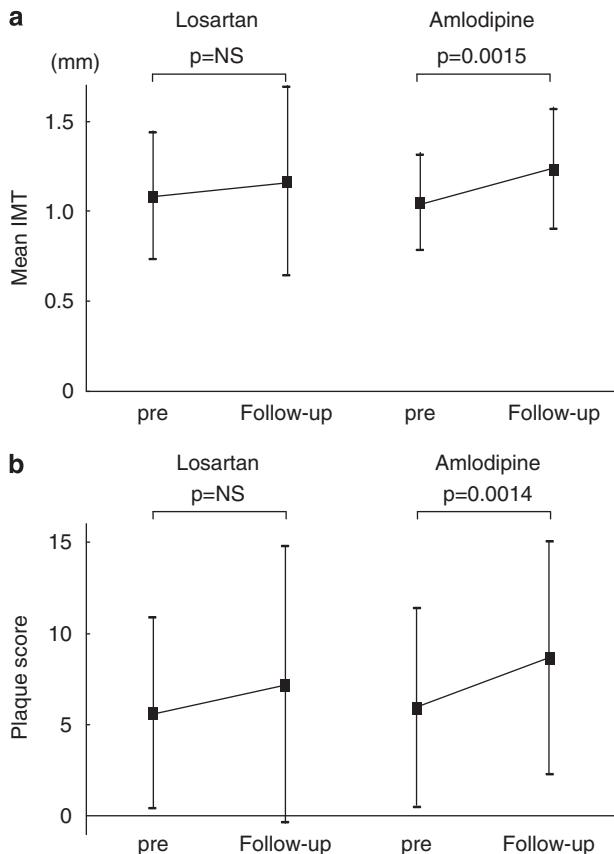 a
Losartan Amlodipine
(mm) p=NS p=0.0015
1.5
1.0
0.5
0
Mean IMT
pre Follow-up pre Follow-up
b
Losartan Amlodipine
p=NS p=0.0014
15
10
5
0
Plaque score
pre Follow-up pre Follow-up